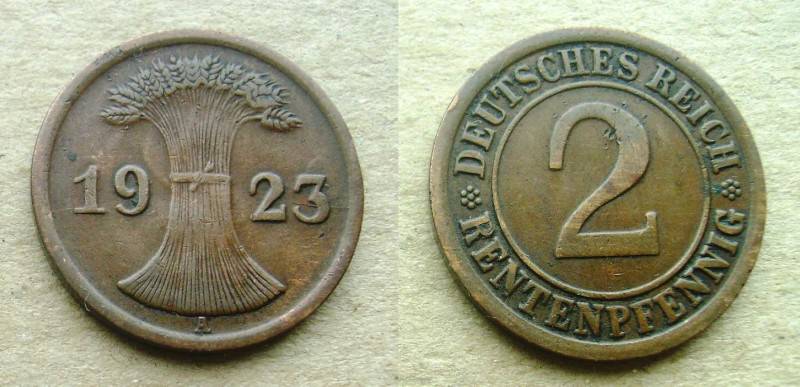 19 23
A
DEUTSCHES REICH
2
RENTENPFENNIG